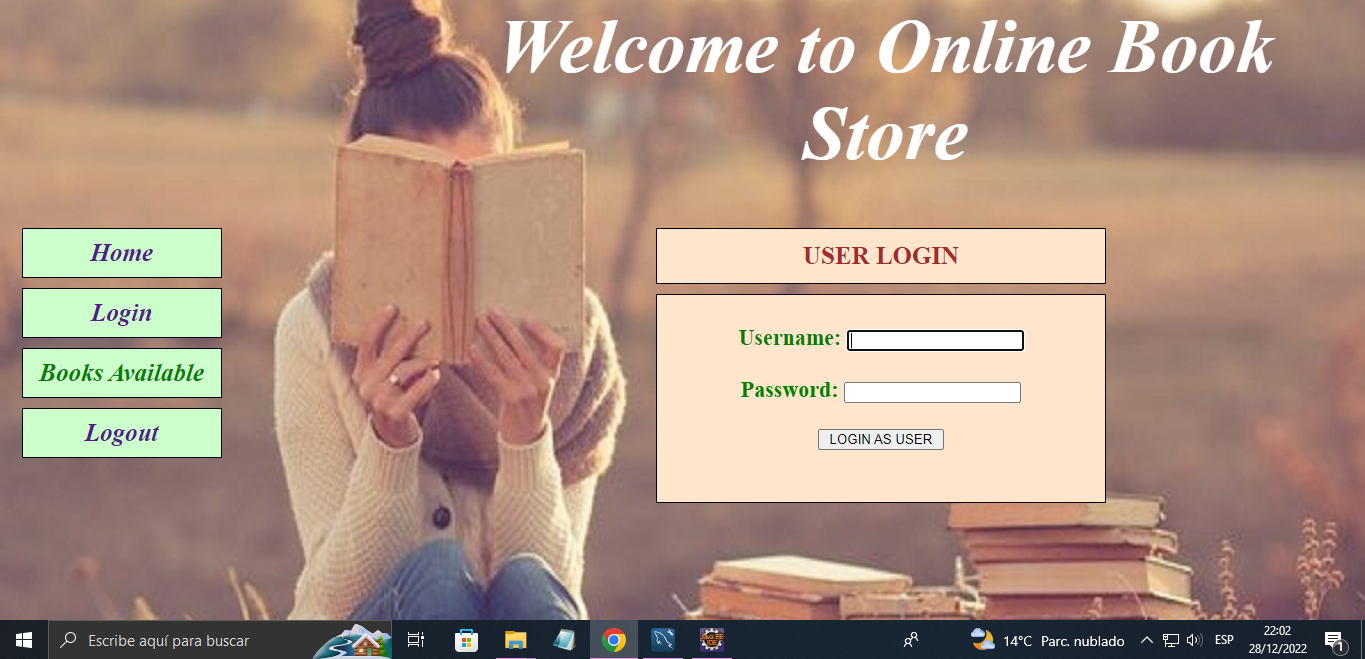 Welcome to Online Book
Store
Home
Login
Books Available
Logout
USER LOGIN
Username:
Password:
LOGIN AS USER
Escribe aquí para buscar
14°C Parc. nublado
ESP
22:02
28/12/2022
1